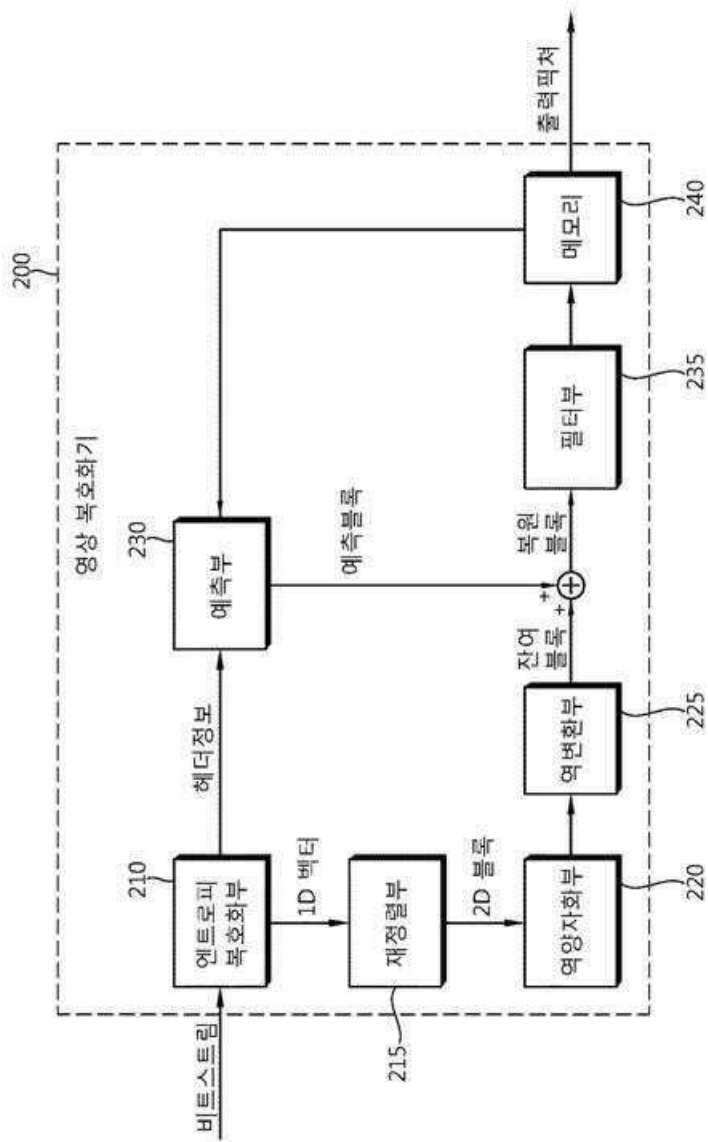 200
영상 복호화기
비트스트림
210
엔트로피
복호화부
헤더정보
230
예측부
1D 벡터
예측블록
215
재정렬부
2D 블록
220
역양자화부
225
역변환부
잔여
블록
+
+
복원
블록
235
필터부
240
메모리
출력픽쳐